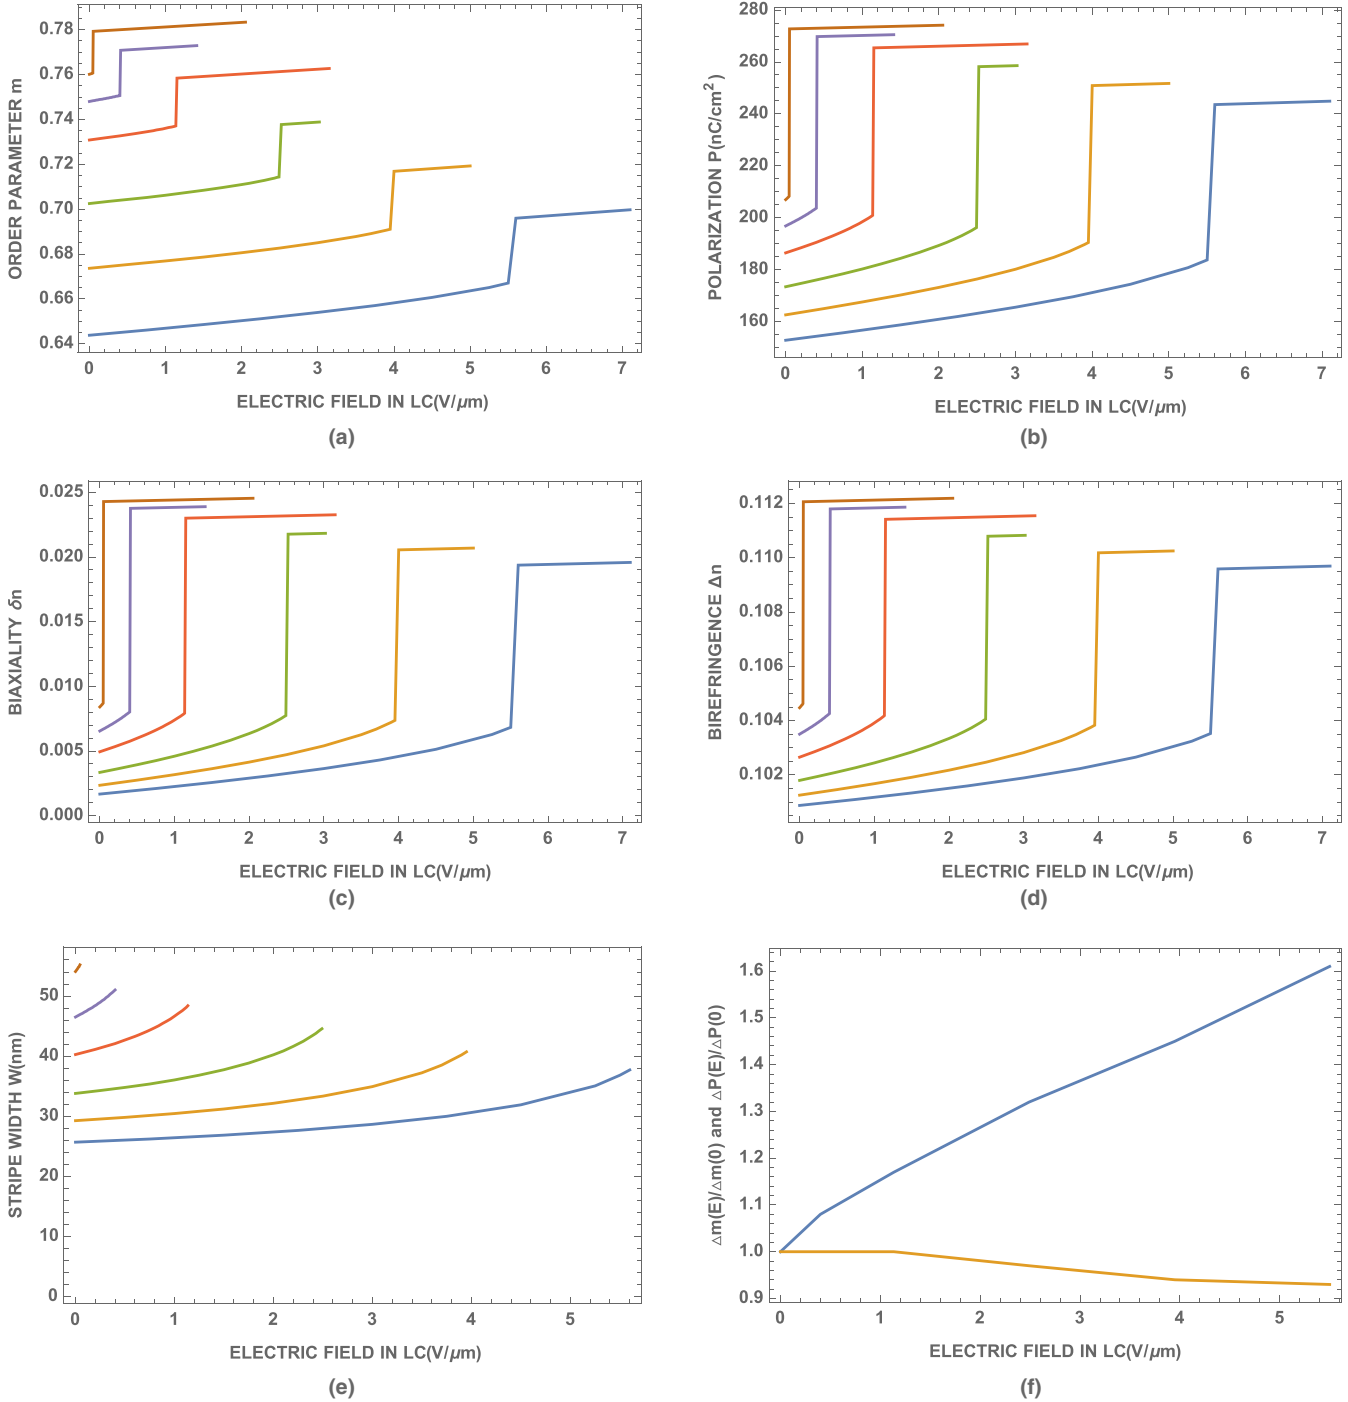 ORDER PARAMETER m
0.78
0.76
0.74
0.72
0.70
0.68
0.66
0.64
0 1 2 3 4 5 6 7
ELECTRIC FIELD IN LC(V/µm)
(a)
POLARIZATION P(nC/cm²)
280
260
240
220
200
180
160
0 1 2 3 4 5 6 7
ELECTRIC FIELD IN LC(V/µm)
(b)
BIAXIALITY δn
0.025
0.020
0.015
0.010
0.005
0.000
0 1 2 3 4 5 6 7
ELECTRIC FIELD IN LC(V/µm)
(c)
BIREFRINGENCE Δn
0.112
0.110
0.108
0.106
0.104
0.102
0 1 2 3 4 5 6 7
ELECTRIC FIELD IN LC(V/µm)
(d)
STRIPE WIDTH W(nm)
50
40
30
20
10
0
0 1 2 3 4 5
ELECTRIC FIELD IN LC(V/µm)
(e)
△m(E)/△m(0) and △P(E)/△P(0)
1.6
1.5
1.4
1.3
1.2
1.1
1.0
0.9
0 1 2 3 4 5
ELECTRIC FIELD IN LC(V/µm)
(f)